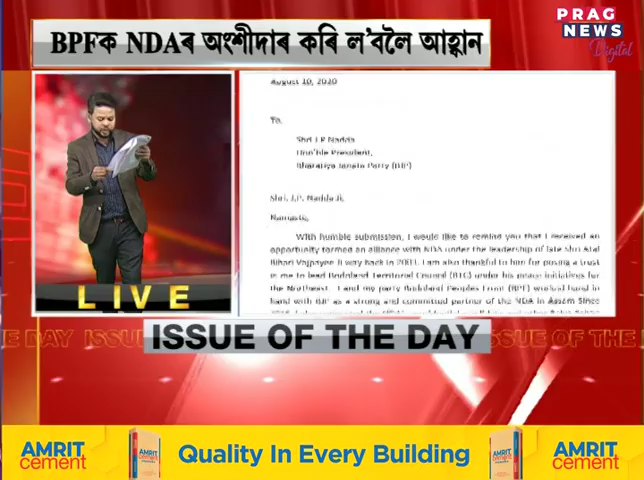 PRAG
NEWS
Digital
BPFক NDAৰ অংশীদাৰ কৰি ল'বলৈ আহ্বান
August 10, 2020
To,
Shri J P Nadda
Hon'ble President,
Bharatiya Janata Party (BJP)
Shri. J.P. Nadda Ji,
Namaste,
With humble submission, I would like to remind you that I received an
opportunity formed an alliance with NDA under the leadership of late Shri Atal
Bihari Vajpayee Ji way back in 2003. I am also thankful to him for posing a trust
in me to lead Bodoland Territorial Council (BTC) under his peace initiatives for
the Northeast. I and my party Bodoland Peoples Front (BPF) worked hand in
hand with BJP as a strong and committed partner of the NDA in Assam Since
LIVE
E DAY ISSUE
ISSUE OF THE DAY
SSUE OF THE
AMRIT
cement
Quality In Every Building
AMRIT
cement